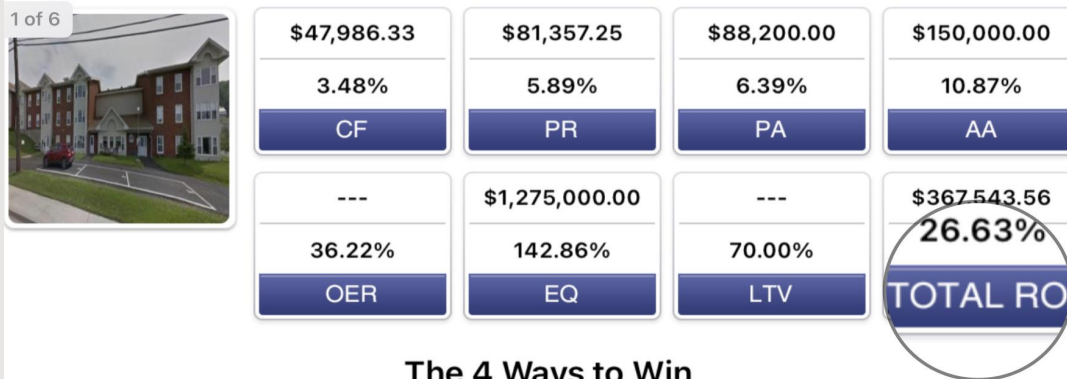 1 of 6
$47,986.33
3.48%
CF
$81,357.25
5.89%
PR
$88,200.00
6.39%
PA
$150,000.00
10.87%
AA
---
36.22%
OER
$1,275,000.00
142.86%
EQ
---
70.00%
LTV
$367,543.56
26.63%
TOTAL RO
The 4 Ways to Win